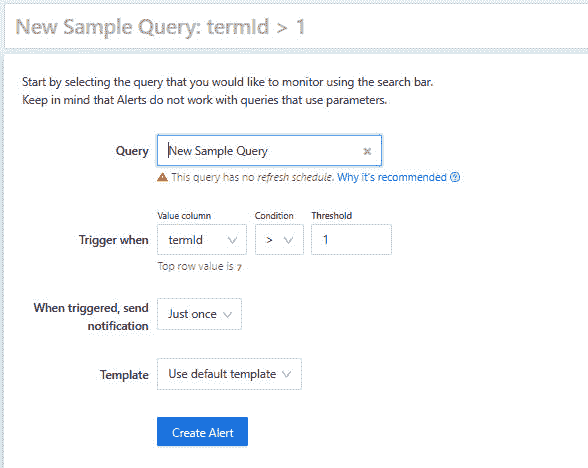 New Sample Query: termId > 1
Start by selecting the query that you would like to monitor using the search bar.
Keep in mind that Alerts do not work with queries that use parameters.
Query New Sample Query ×
This query has no refresh schedule. Why it's recommended ?
Value column Condition Threshold
Trigger when termId > 1
Top row value is 7
When triggered, send
notification Just once
Template Use default template
Create Alert